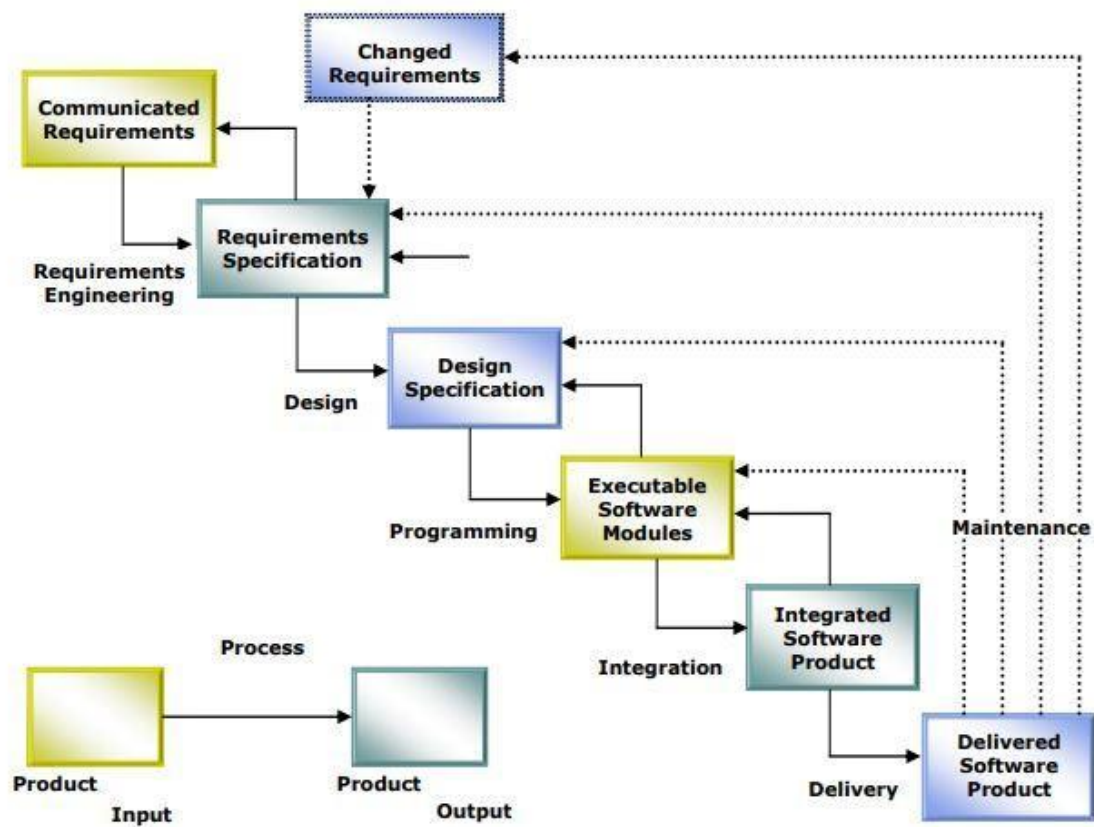 Changed
Requirements
Communicated
Requirements
Requirements
Specification
Requirements
Engineering
Design
Specification
Design
Executable
Software
Modules
Programming
Maintenance
Integrated
Software
Product
Process
Integration
Delivered
Software
Product
Product
Product
Delivery
Input
Output